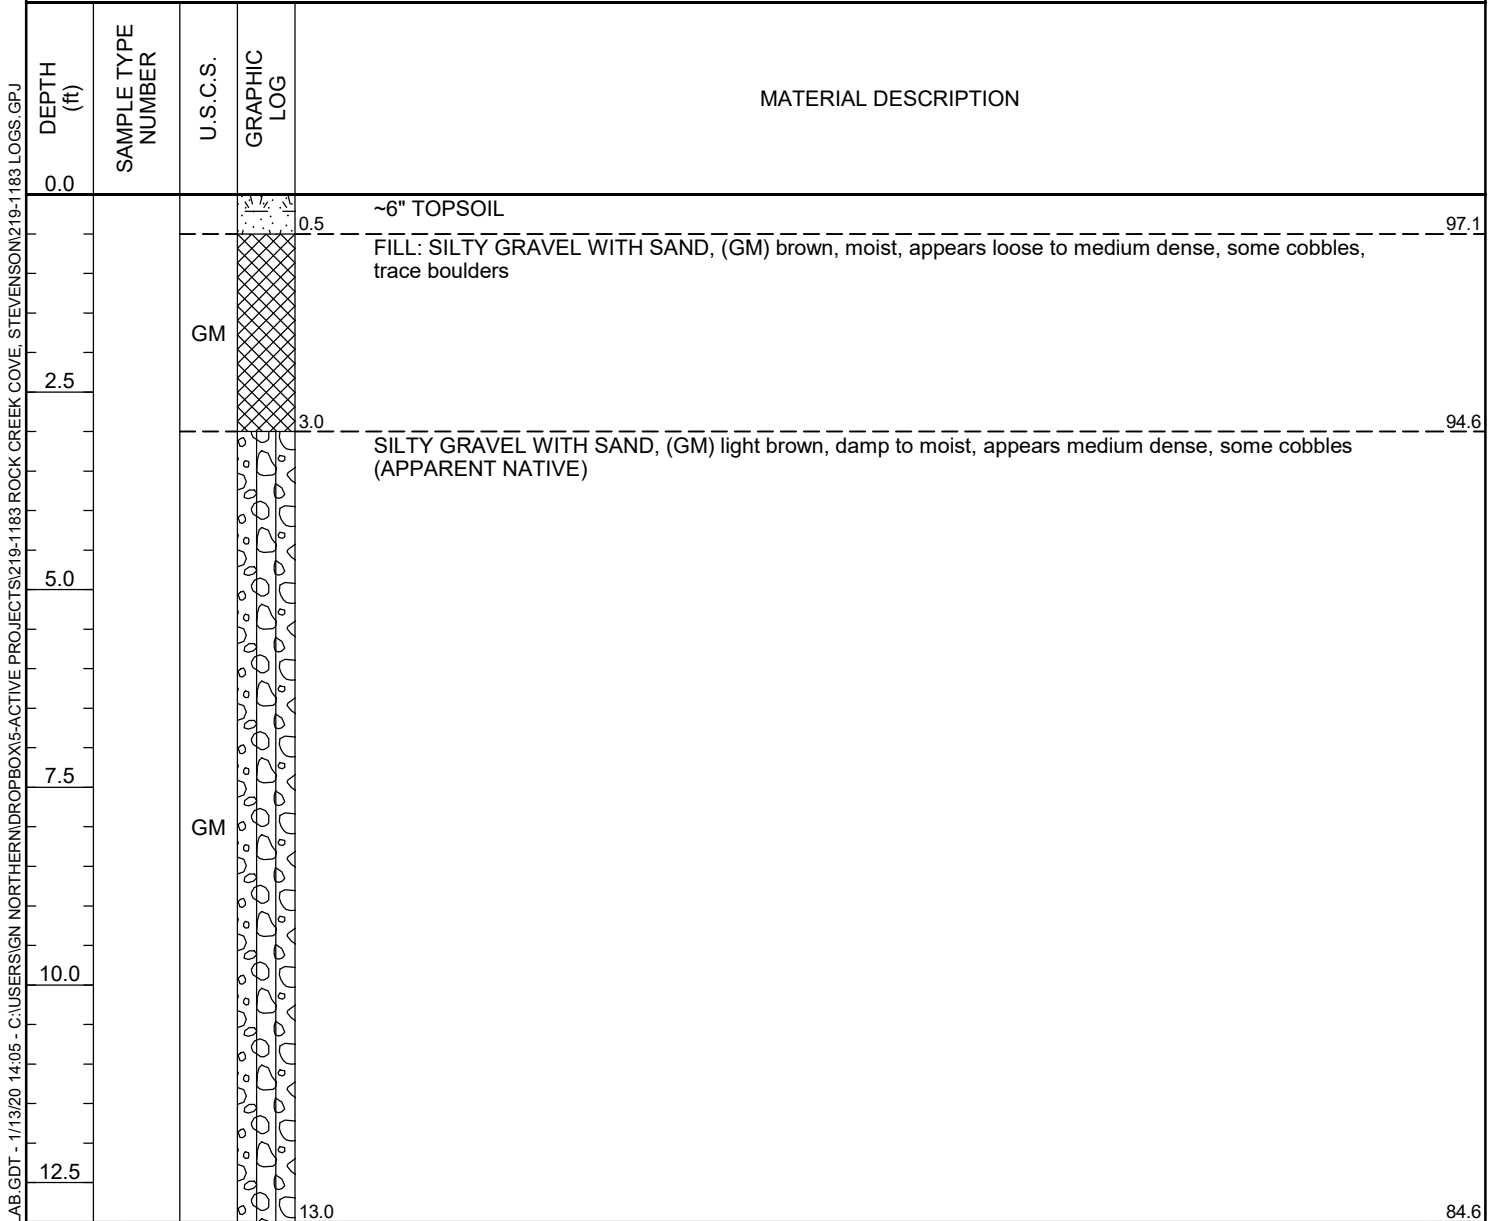 DEPTH
(ft)
SAMPLE TYPE
NUMBER
U.S.C.S.
GRAPHIC
LOG
MATERIAL DESCRIPTION
0.0
~6" TOPSOIL
0.5
97.1
FILL: SILTY GRAVEL WITH SAND, (GM) brown, moist, appears loose to medium dense, some cobbles,
trace boulders
GM
2.5
3.0
94.6
SILTY GRAVEL WITH SAND, (GM) light brown, damp to moist, appears medium dense, some cobbles
(APPARENT NATIVE)
5.0
7.5
GM
10.0
12.5
13.0
84.6
AB.GDT - 1/13/20 14:05 - C:\USERS\GN NORTHERN\DROPBOX\5-ACTIVE PROJECTS\219-1183 ROCK CREEK COVE, STEVENSON\219-1183 LOGS.GPJ